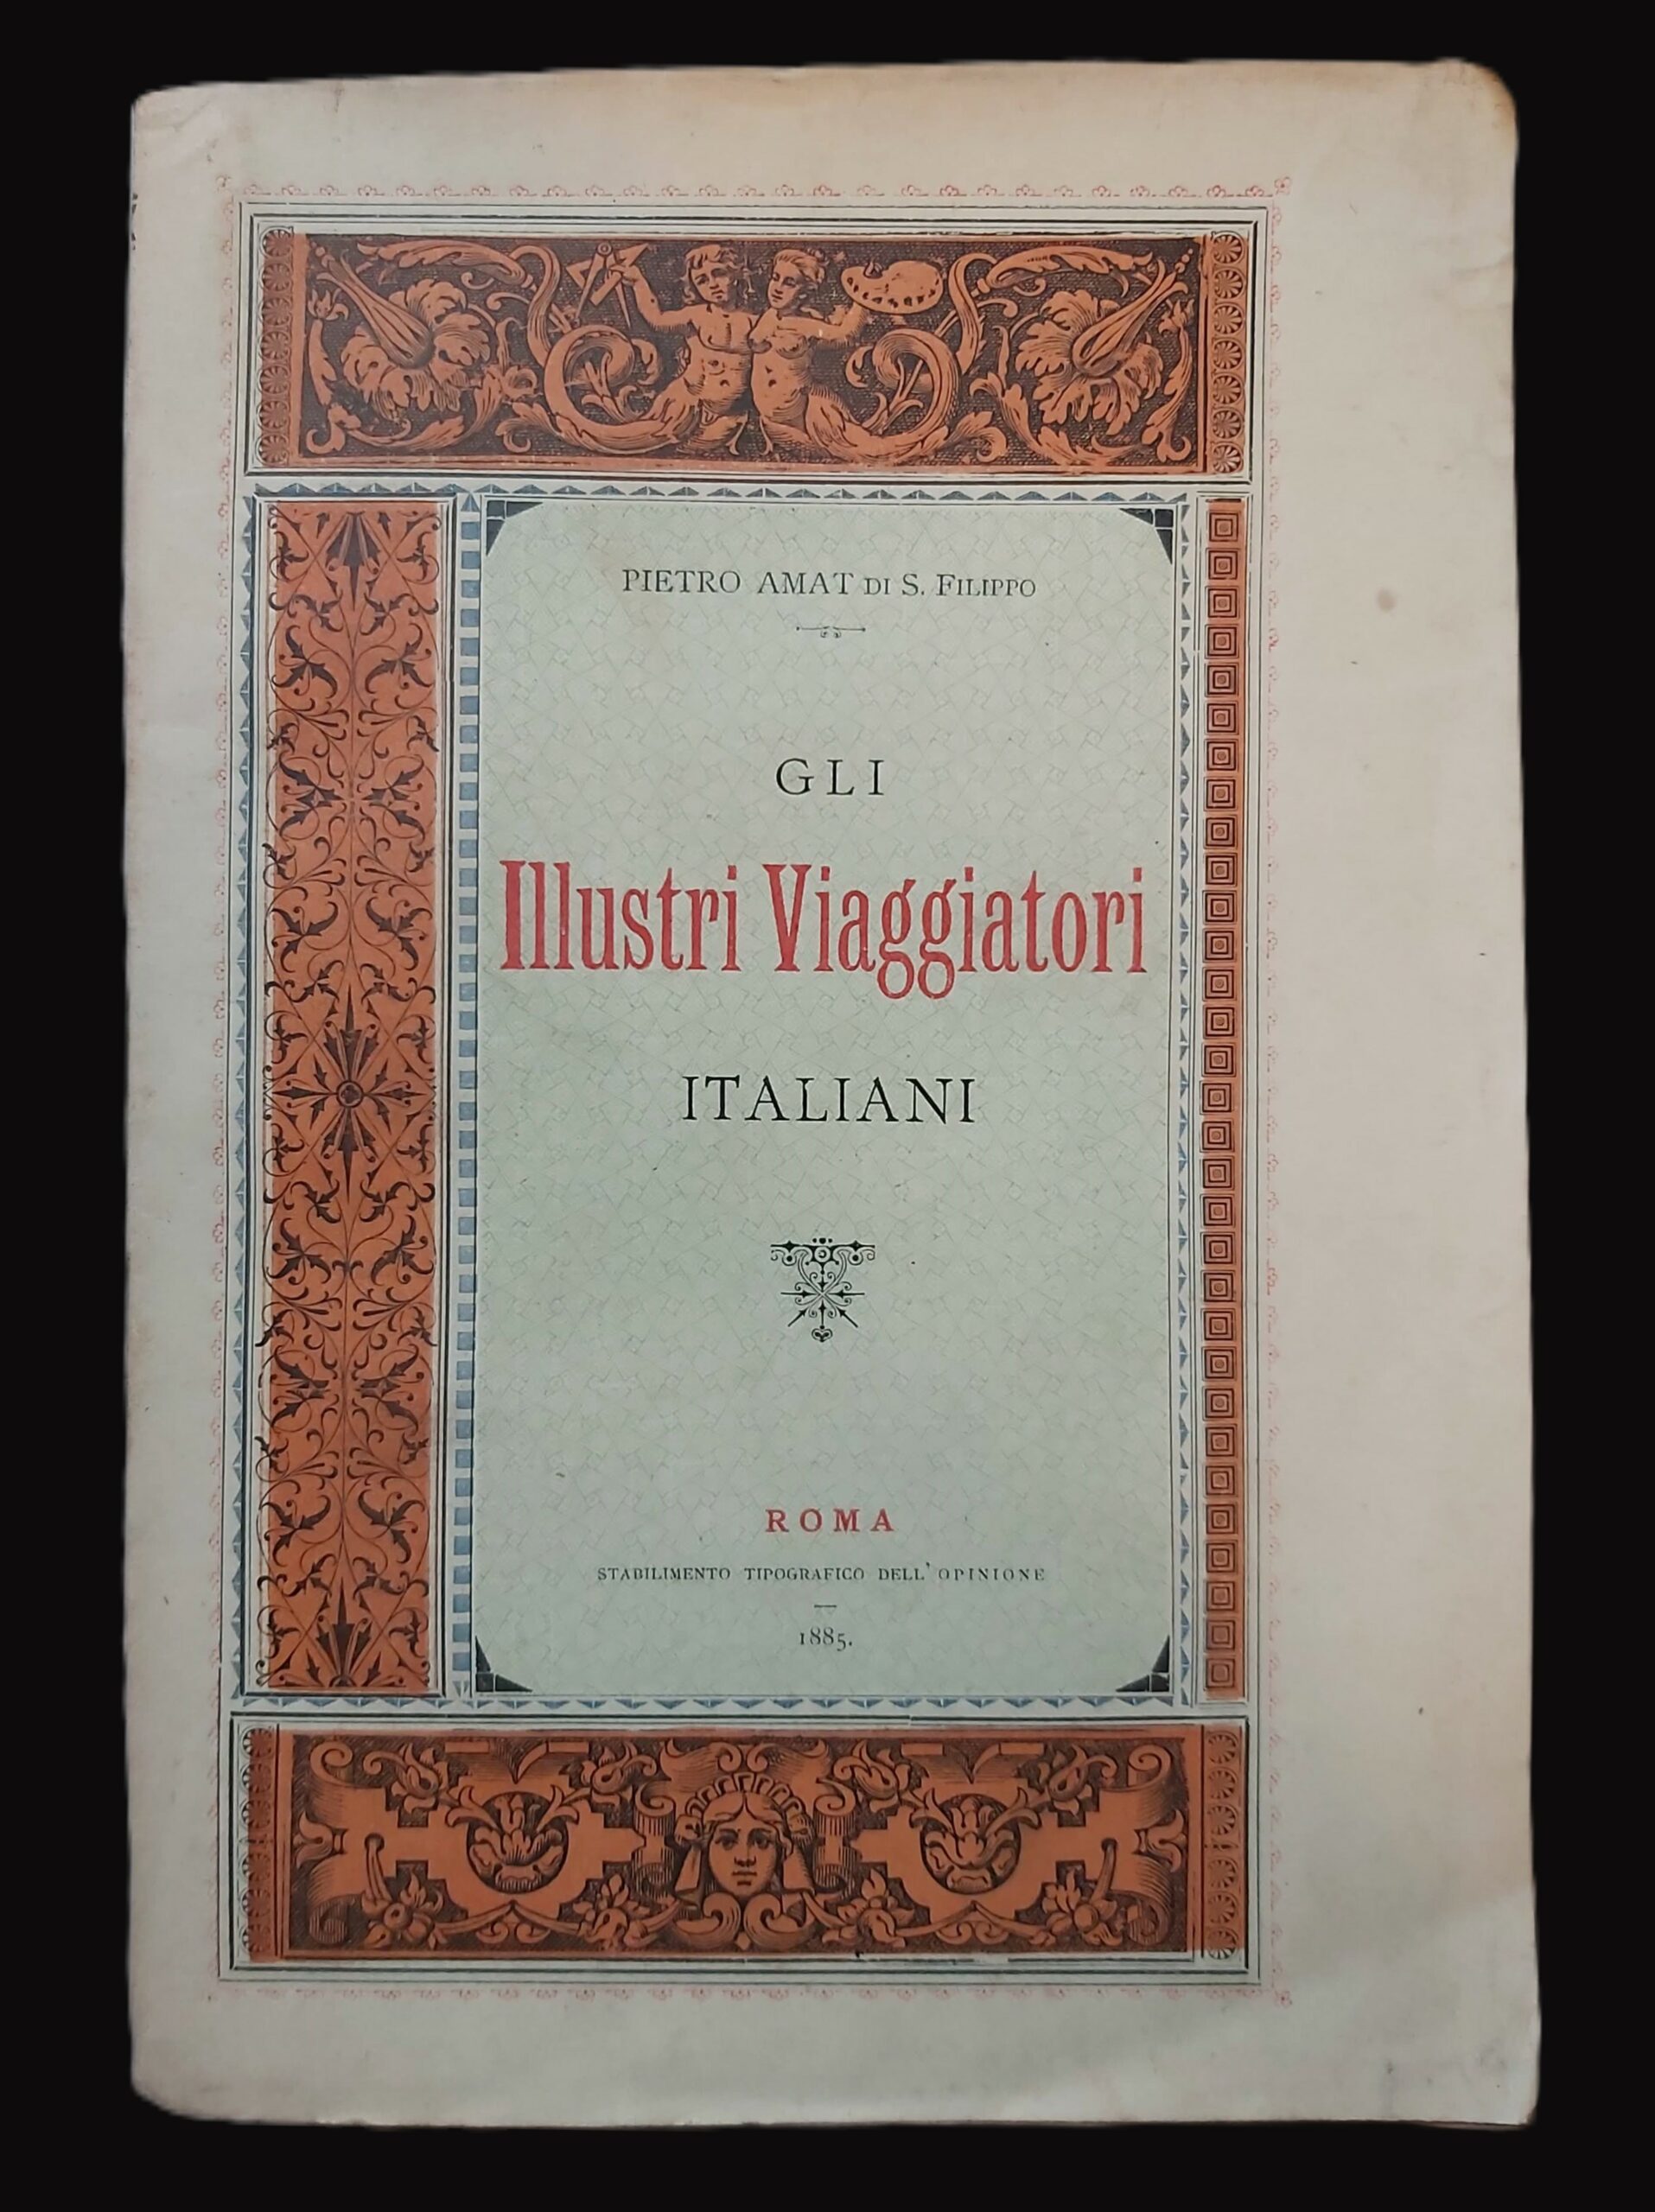 PIETRO AMAT DI S. FILIPPO
GLI
Illustri Viaggiatori
ITALIANI
ROMA
STABILIMENTO TIPOGRAFICO DELL' OPINIONE
1885.